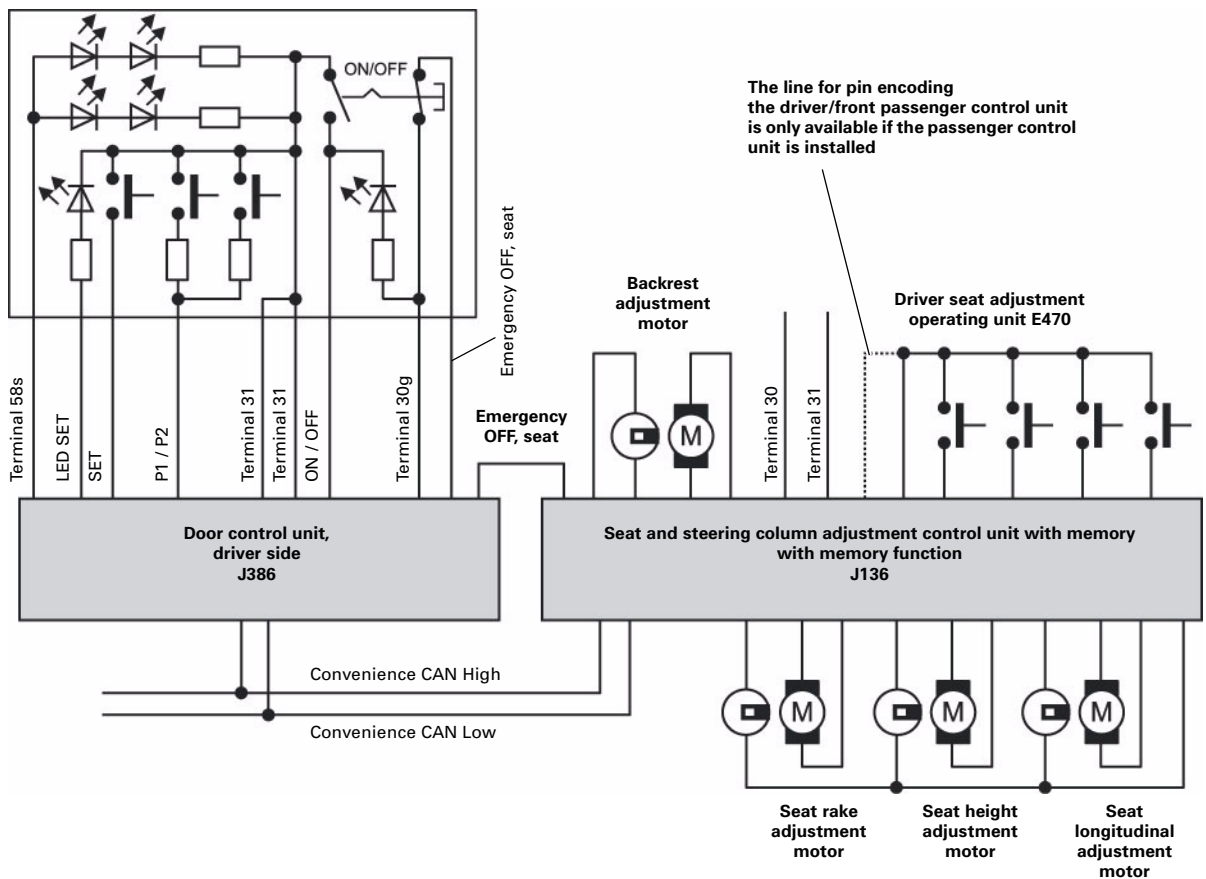 ON/OFF
The line for pin encoding
the driver/front passenger control unit
is only available if the passenger control
unit is installed
Emergency OFF, seat
Backrest
adjustment
motor
Driver seat adjustment
operating unit E470
Terminal 58s
LED SET
SET
P1 / P2
Terminal 31
Terminal 31
ON / OFF
Terminal 30g
Emergency
OFF, seat
M
Terminal 30
Terminal 31
Door control unit,
driver side
J386
Seat and steering column adjustment control unit with memory
with memory function
J136
Convenience CAN High
Convenience CAN Low
M
M
M
Seat rake
adjustment
motor
Seat height
adjustment
motor
Seat
longitudinal
adjustment
motor